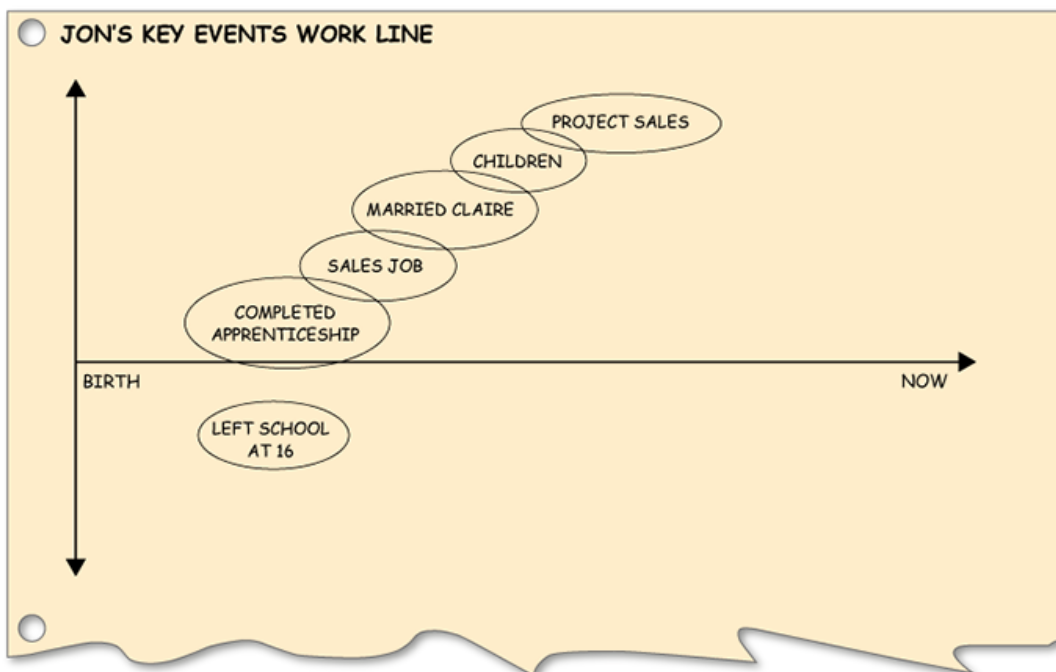 JON'S KEY EVENTS WORK LINE
PROJECT SALES
CHILDREN
MARRIED CLAIRE
SALES JOB
COMPLETED
APPRENTICESHIP
BIRTH
NOW
LEFT SCHOOL
AT 16